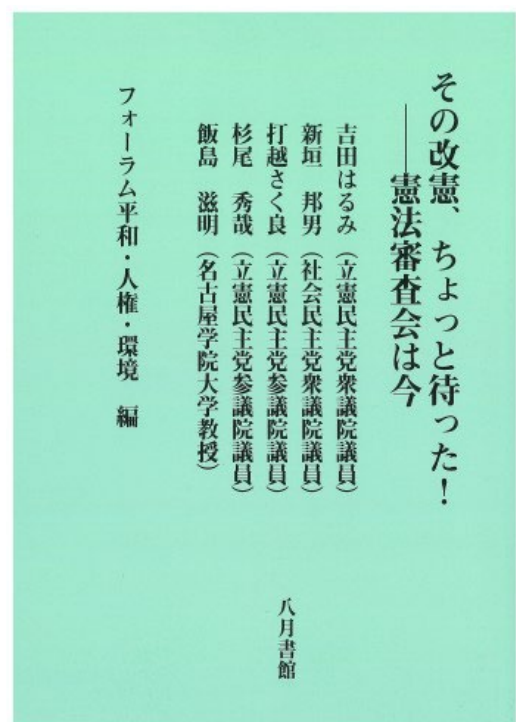 その改憲、ちょっと待った！
――憲法審査会は今
吉田はるみ（立憲民主党衆議院議員）
新垣　邦男（社会民主党衆議院議員）
打越さく良（立憲民主党参議院議員）
杉尾　秀哉（立憲民主党参議院議員）
飯島　滋明（名古屋学院大学教授）
フォーラム平和・人権・環境　編
八月書館